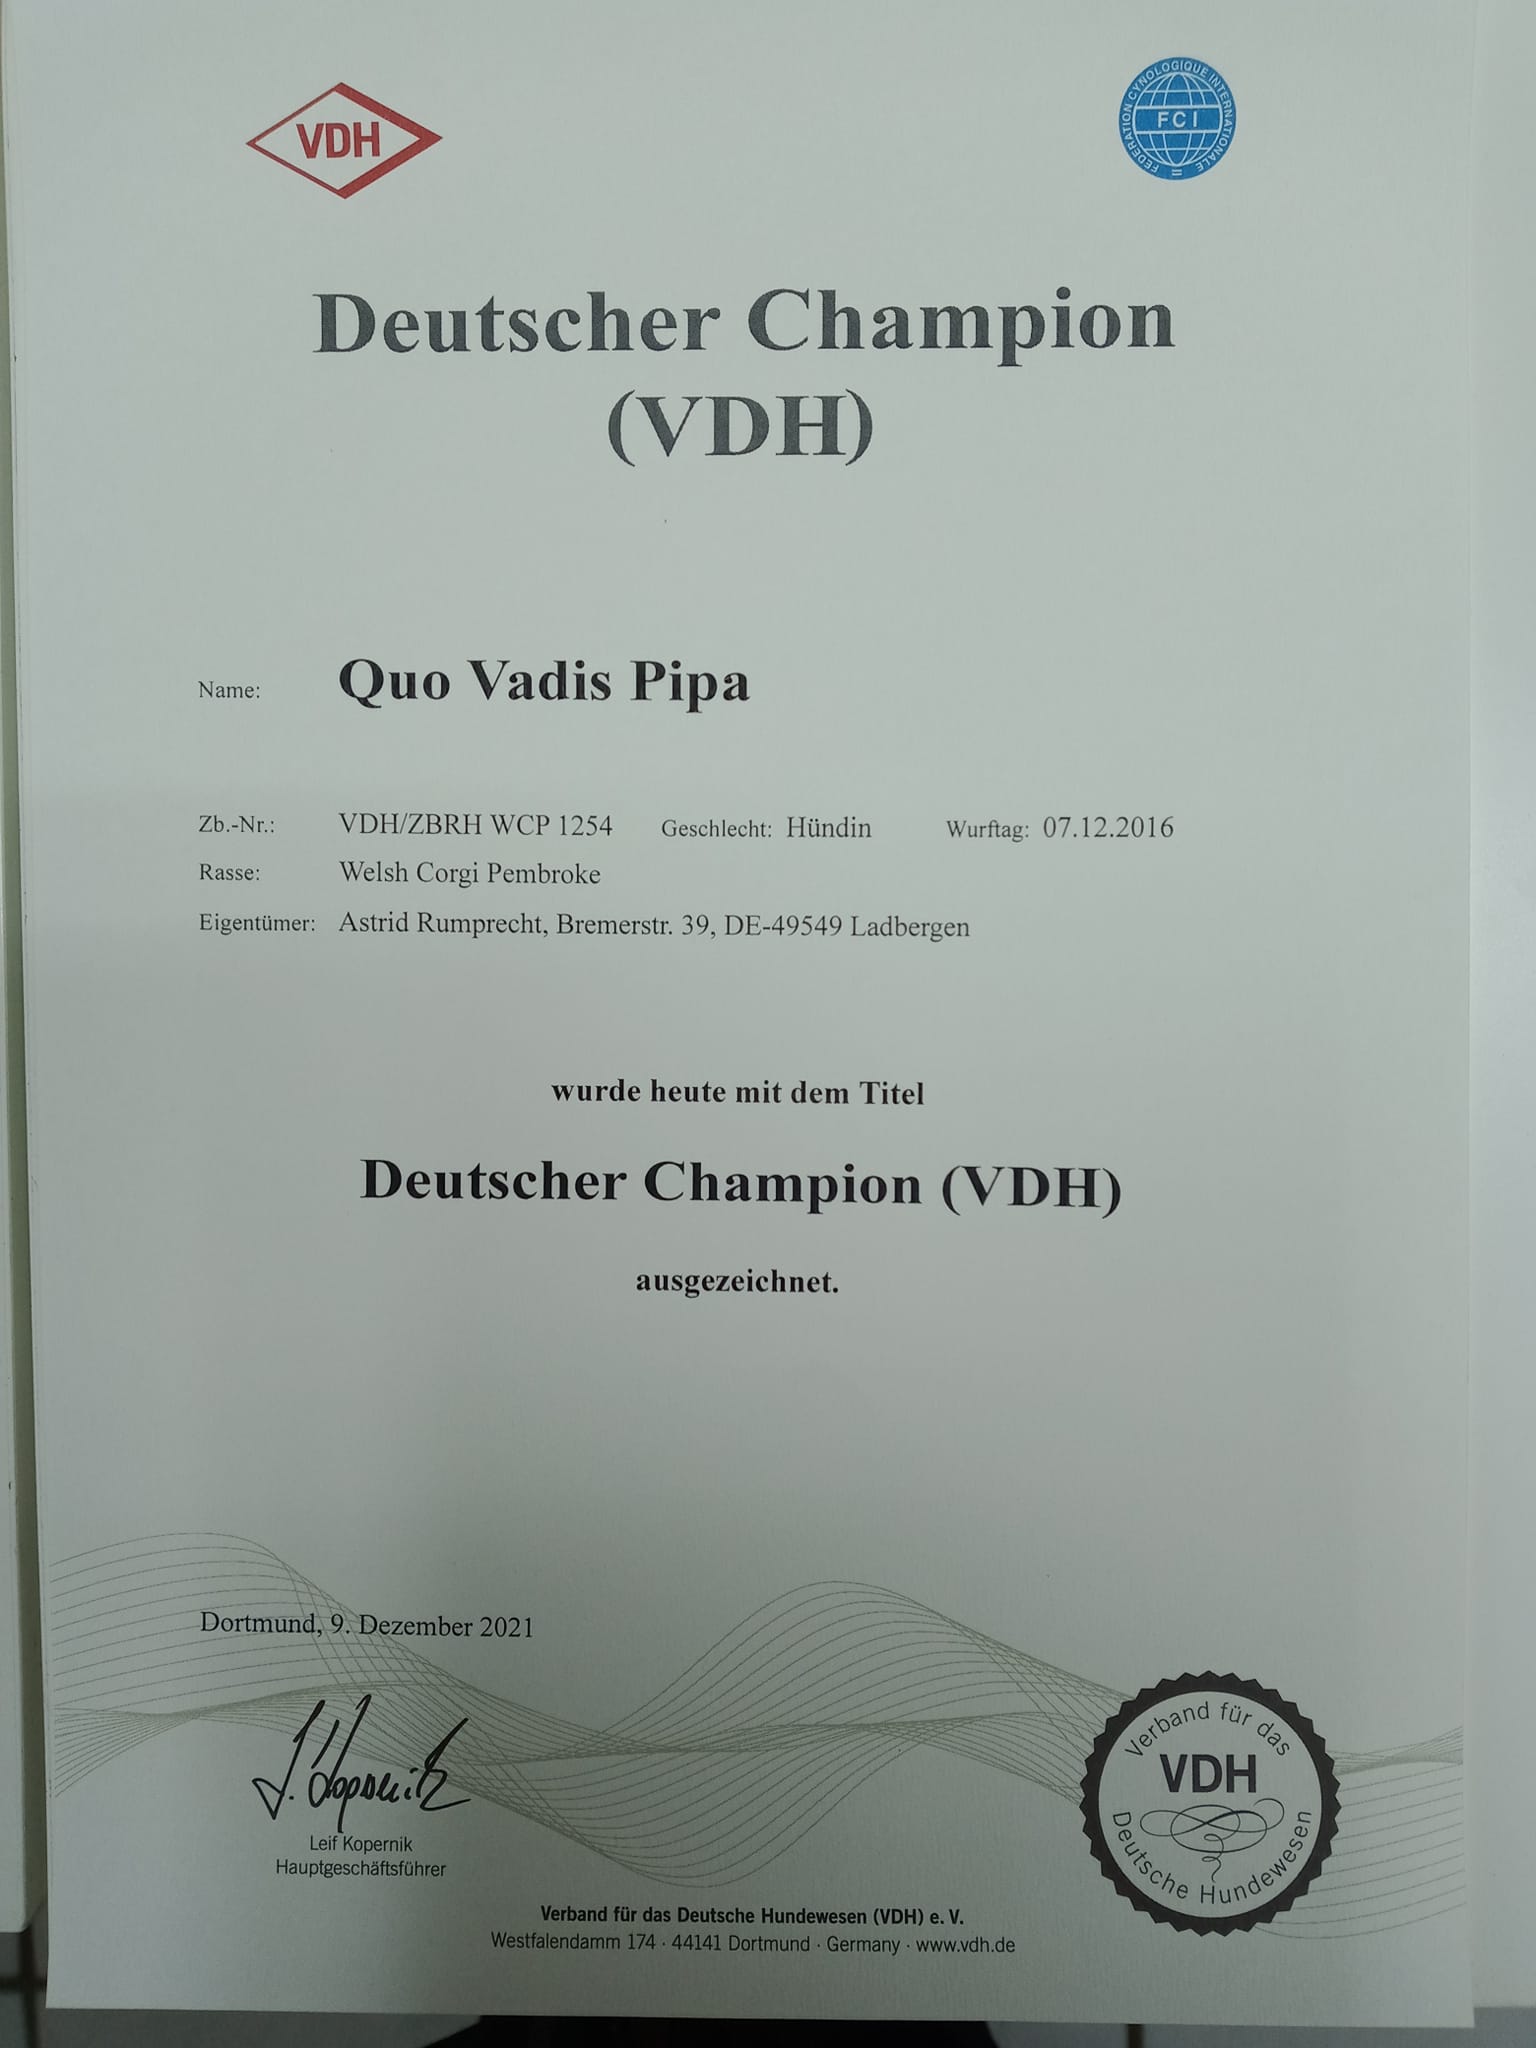 VDH
FEDERATION CYNOLOGIQUE INTERNATIONALE
FCI
Deutscher Champion
(VDH)
Name: Quo Vadis Pipa
Zb.-Nr.: VDH/ZBRH WCP 1254 Geschlecht: Hündin Wurftag: 07.12.2016
Rasse: Welsh Corgi Pembroke
Eigentümer: Astrid Rumprecht, Bremerstr. 39, DE-49549 Ladbergen
wurde heute mit dem Titel
Deutscher Champion (VDH)
ausgezeichnet.
Dortmund, 9. Dezember 2021
L. Kopernik
Leif Kopernik
Hauptgeschäftsführer
Verband für das
VDH
Deutsche Hundewesen
Verband für das Deutsche Hundewesen (VDH) e. V.
Westfalendamm 174 · 44141 Dortmund · Germany · www.vdh.de